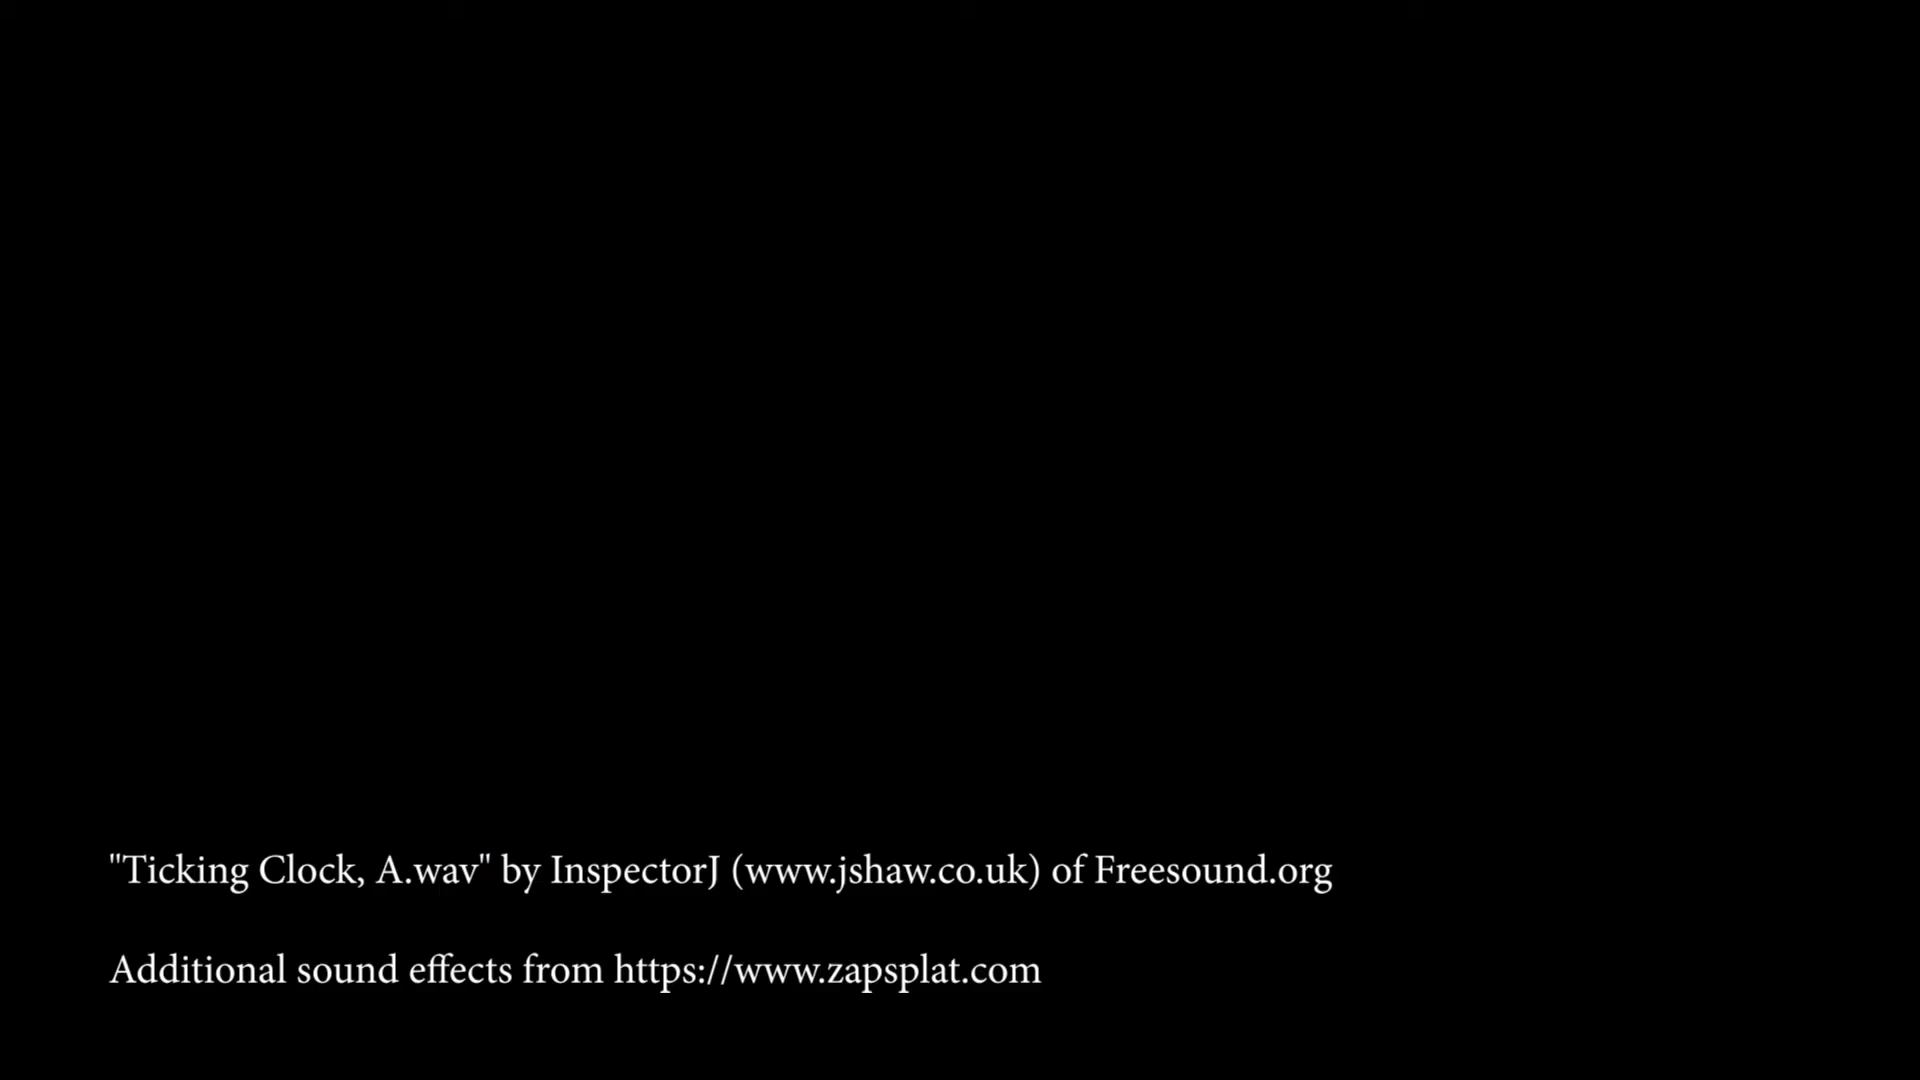 "Ticking Clock, A.wav" by InspectorJ (www.jshaw.co.uk) of Freesound.org
Additional sound effects from https://www.zapsplat.com